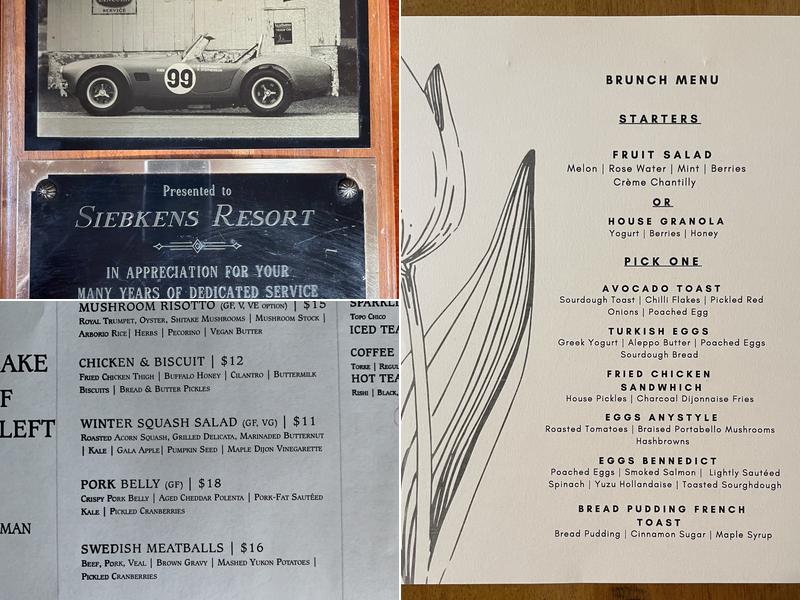 SERVICE
99
Presented to
SIEBKENS RESORT
IN APPRECIATION FOR YOUR
MANY YEARS OF DEDICATED SERVICE
MUSHROOM RISOTTO (GF, V, VE OPTION) | $15
ROYAL TRUMPET, OYSTER, SHITAKE MUSHROOMS | MUSHROOM STOCK |
ARBORIO RICE | HERBS | PECORINO | VEGAN BUTTER
CHICKEN & BISCUIT | $12
FRIED CHICKEN THIGH | BUFFALO HONEY | CILANTRO | BUTTERMILK
BISCUITS | BREAD & BUTTER PICKLES
WINTER SQUASH SALAD (GF, VG) | $11
ROASTED ACORN SQUASH, GRILLED DELICATA, MARINADED BUTTERNUT
| KALE | GALA APPLE | PUMPKIN SEED | MAPLE DIJON VINEGARETTE
PORK BELLY (GF) | $18
CRISPY PORK BELLY | AGED CHEDDAR POLENTA | PORK-FAT SAUTÉED
KALE | PICKLED CRANBERRIES
SWEDISH MEATBALLS | $16
BEEF, PORK, VEAL | BROWN GRAVY | MASHED YUKON POTATOES |
PICKLED CRANBERRIES
AKE
F
LEFT
MAN
SPARKL
TOPO CHICO
ICED TEA
COFFEE
TORRE | REGUL
HOT TEA
RISHI | BLACK,
BRUNCH MENU
STARTERS
FRUIT SALAD
Melon | Rose Water | Mint | Berries
Crème Chantilly
OR
HOUSE GRANOLA
Yogurt | Berries | Honey
PICK ONE
AVOCADO TOAST
Sourdough Toast | Chilli Flakes | Pickled Red
Onions | Poached Egg
TURKISH EGGS
Greek Yogurt | Aleppo Butter | Poached Eggs
Sourdough Bread
FRIED CHICKEN
SANDWHICH
House Pickles | Charcoal Dijonnaise Fries
EGGS ANYSTYLE
Roasted Tomatoes | Braised Portabello Mushrooms
Hashbrowns
EGGS BENNEDICT
Poached Eggs | Smoked Salmon | Lightly Sautéed
Spinach | Yuzu Hollandaise | Toasted Sourghdough
BREAD PUDDING FRENCH
TOAST
Bread Pudding | Cinnamon Sugar | Maple Syrup